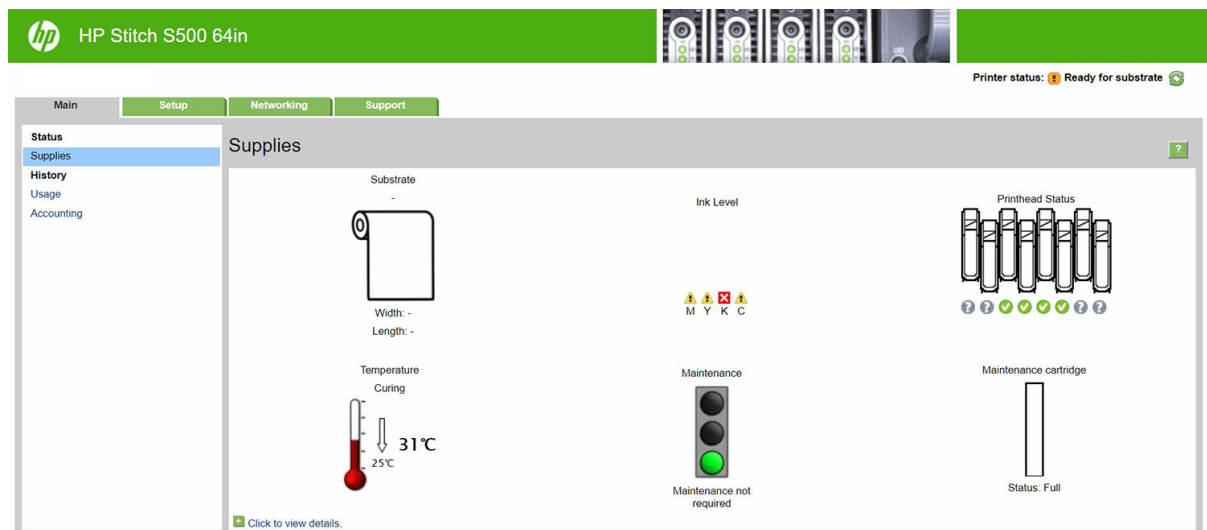 hp HP Stitch S500 64in
Printer status: Ready for substrate
Main Setup Networking Support
Status
Supplies
History
Usage
Accounting
Supplies
?
Substrate
-
Width: -
Length: -
Ink Level
M Y K C
Printhead Status
? ? ? ?
Temperature
Curing
31℃
25℃
Maintenance
Maintenance not
required
Maintenance cartridge
Status: Full
Click to view details.